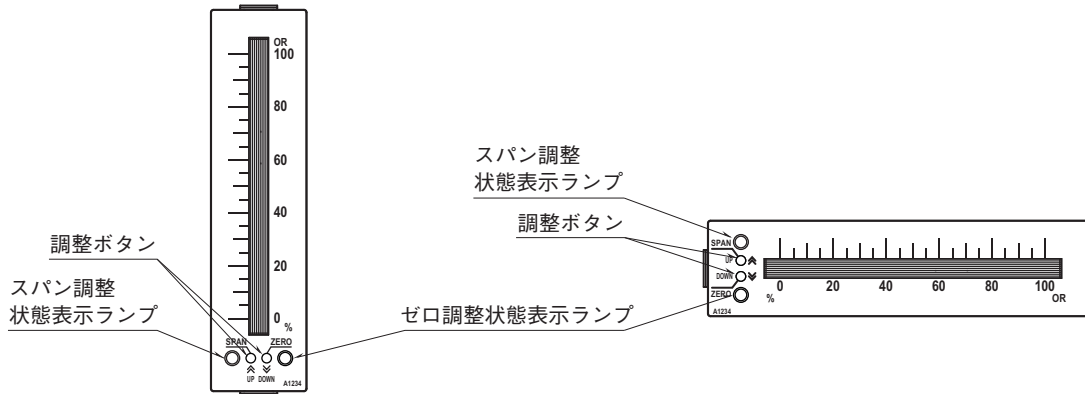 OR
100
80
60
40
20
0
%
SPAN
ZERO
UP
DOWN
A1234
調整ボタン
スパン調整
状態表示ランプ
ゼロ調整状態表示ランプ
スパン調整
状態表示ランプ
調整ボタン
SPAN
UP
DOWN
ZERO
0 20 40 60 80 100
% OR
A1234